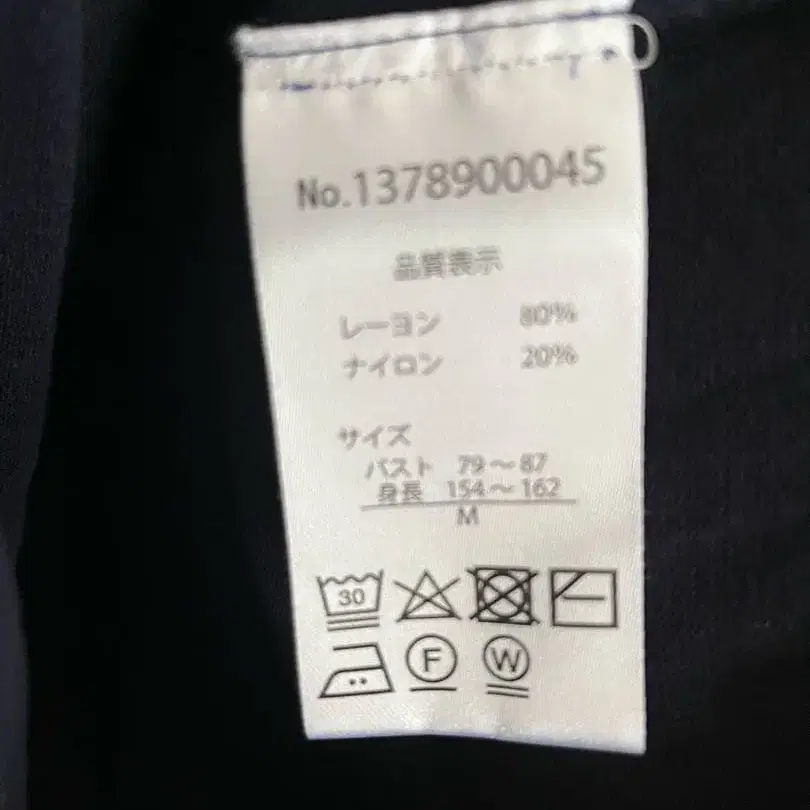 No.1378900045
品質表示
レーヨン 80%
ナイロン 20%
サイズ
バスト 79～87
身長 154～162
M
30
F W